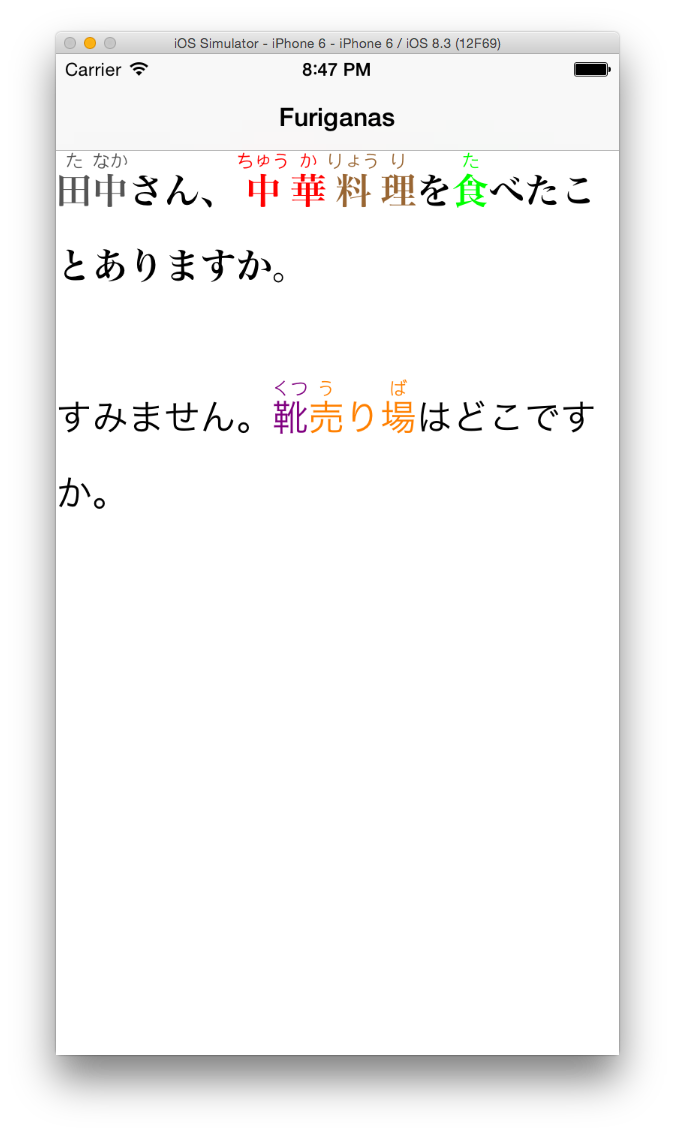 iOS Simulator - iPhone 6 - iPhone 6 / iOS 8.3 (12F69)
Carrier 8:47 PM
Furiganas
た なか ちゅう か りょう り た
田中さん、中華料理を食べたこ
とありますか。
くつ う ば
すみません。靴売り場はどこです
か。